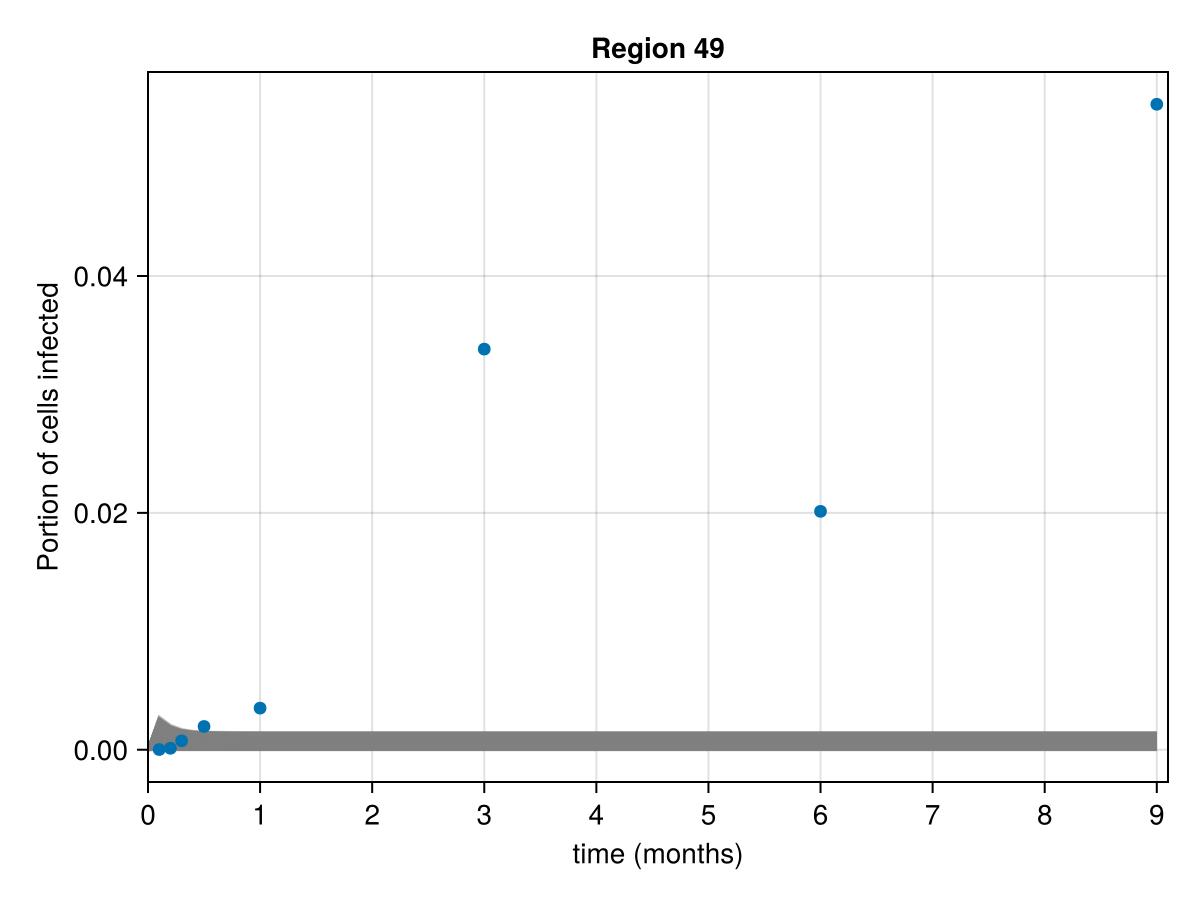 Region 49
Portion of cells infected
0.04
0.02
0.00
0 1 2 3 4 5 6 7 8 9
time (months)